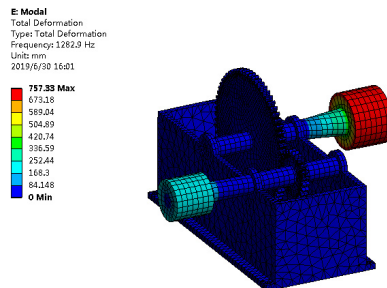 E: Modal
Total Deformation
Type: Total Deformation
Frequency: 1282.9 Hz
Unit: mm
2019/6/30 16:01
757.33 Max
673.18
589.04
504.89
420.74
336.59
252.44
168.3
84.148
0 Min